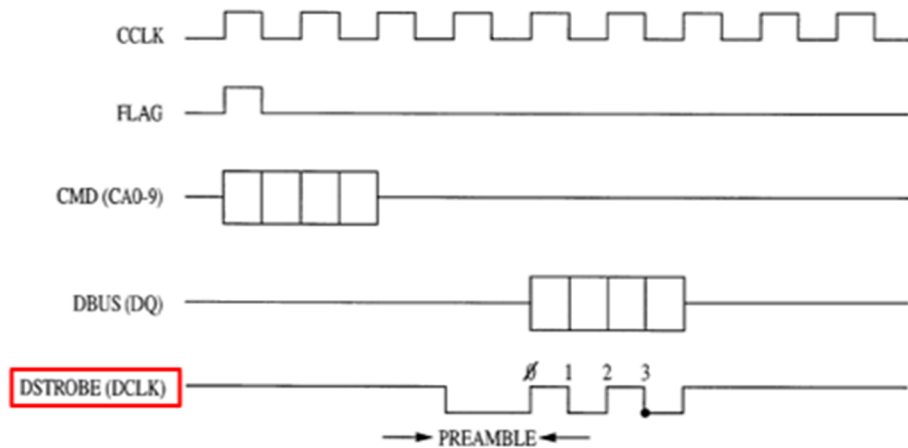 CCLK
FLAG
CMD (CA0-9)
DBUS (DQ)
Ø 1 2 3
DSTROBE (DCLK)
PREAMBLE